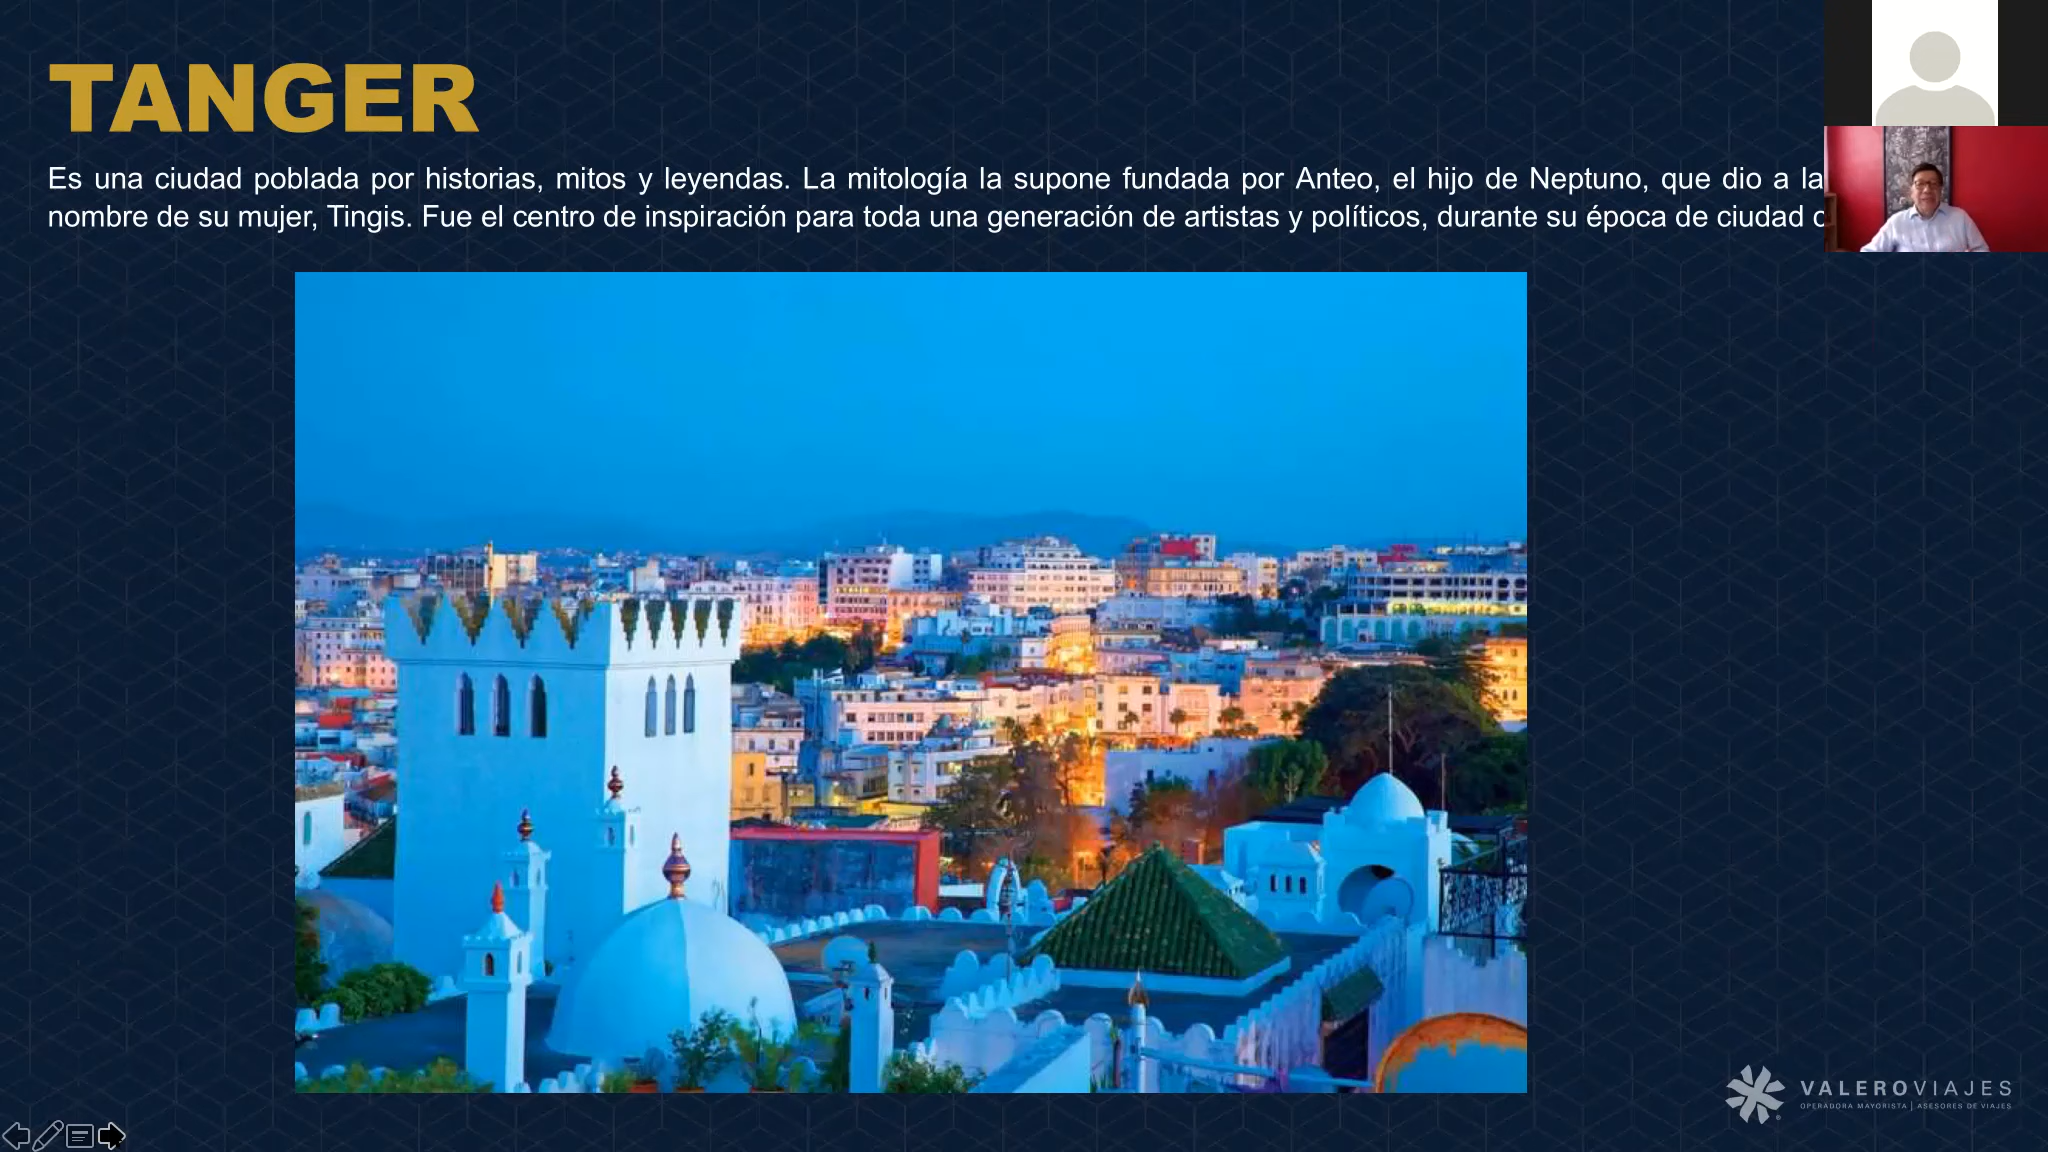 TANGER
Es una ciudad poblada por historias, mitos y leyendas. La mitología la supone fundada por Anteo, el hijo de Neptuno, que dio a la
nombre de su mujer, Tingis. Fue el centro de inspiración para toda una generación de artistas y políticos, durante su época de ciudad
VALEROVIAJES
OPERADORA MAYORISTA | ASESORES DE VIAJES